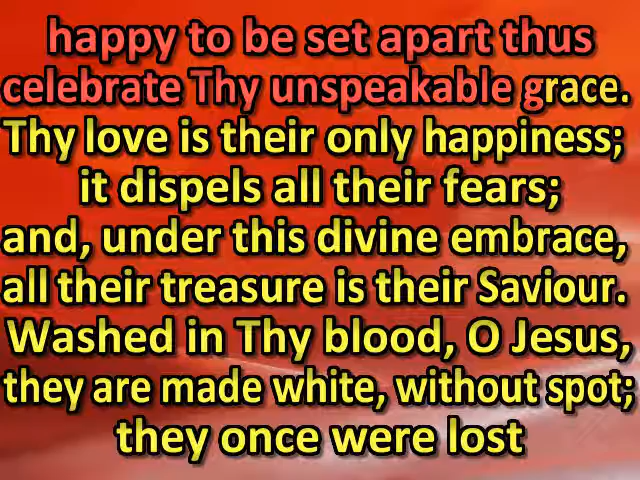 happy to be set apart thus
celebrate Thy unspeakable grace.
Thy love is their only happiness;
it dispels all their fears;
and, under this divine embrace,
all their treasure is their Saviour.
Washed in Thy blood, O Jesus,
they are made white, without spot;
they once were lost